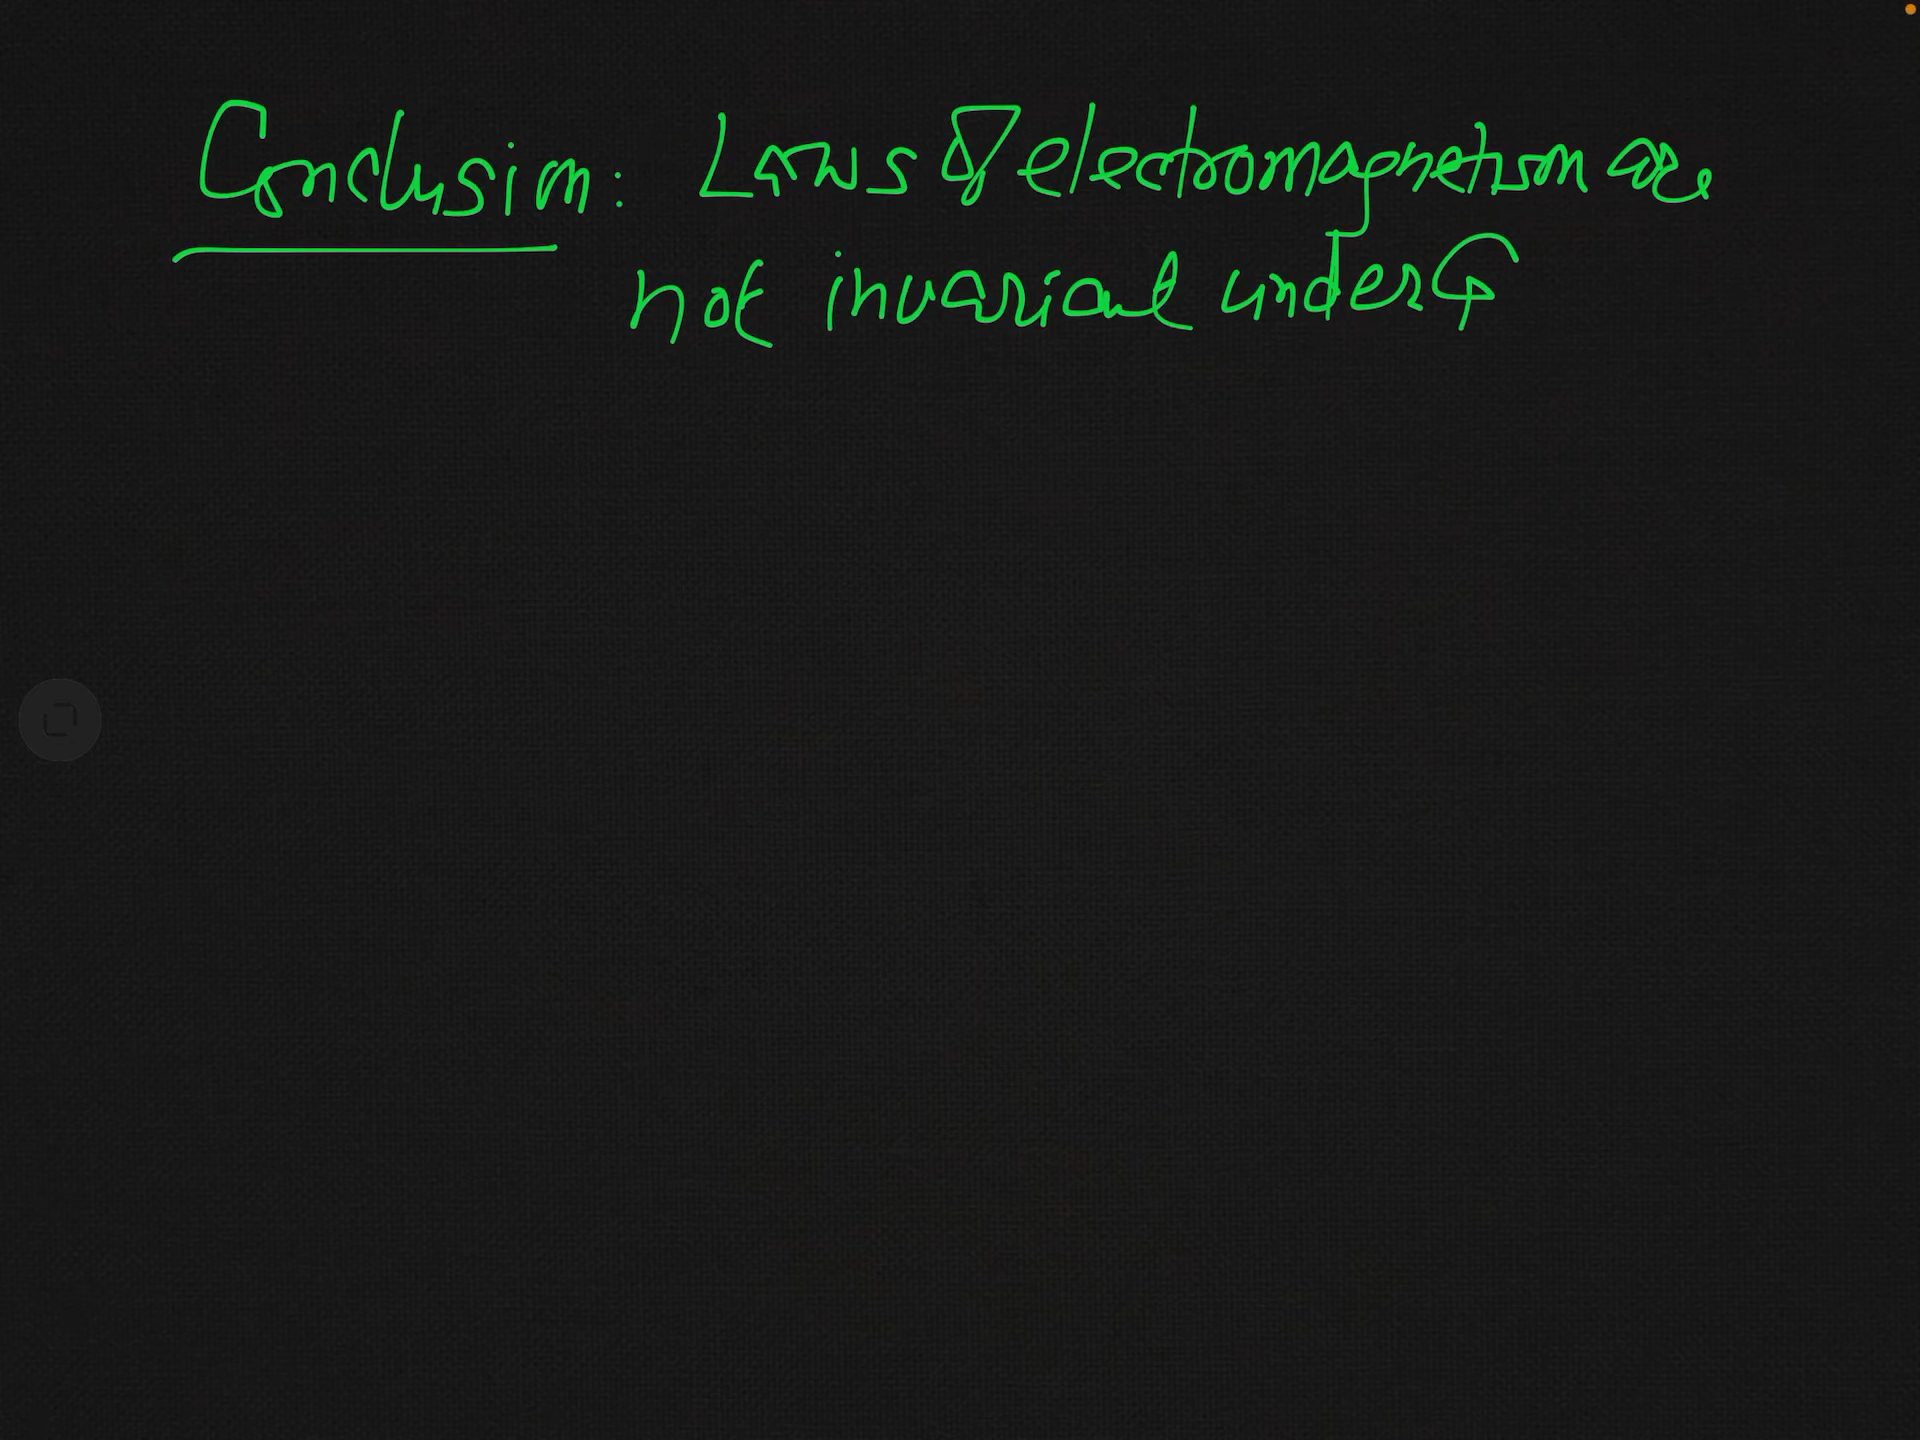 Conclusion: Laws of electromagnetism are
not invariant under G